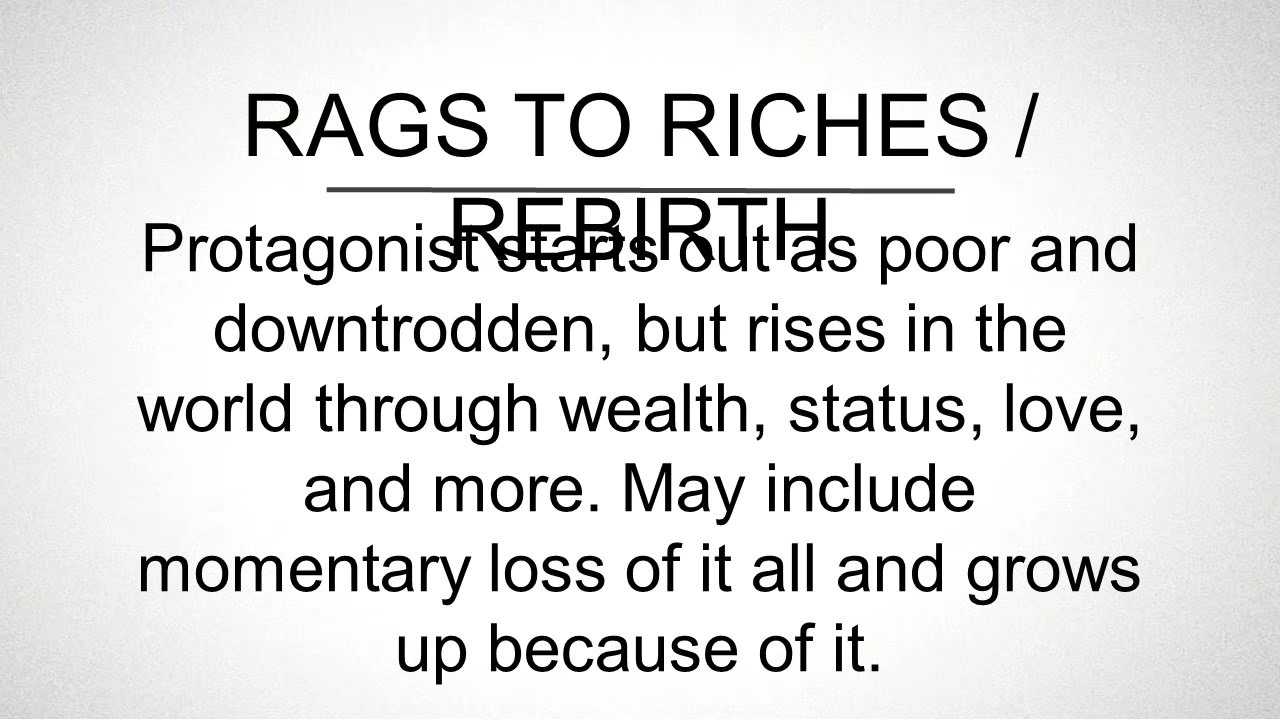 RAGS TO RICHES /
REBIRTH
Protagonist starts out as poor and
downtrodden, but rises in the
world through wealth, status, love,
and more. May include
momentary loss of it all and grows
up because of it.